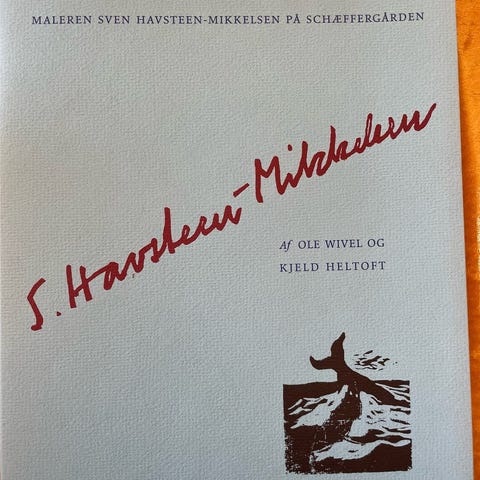 MALEREN SVEN HAVSTEEN-MIKKELSEN PÅ SCHÆFFERGÅRDEN
S. Havsteen-Mikkelsen
Af OLE WIVEL OG
KJELD HELTOFT